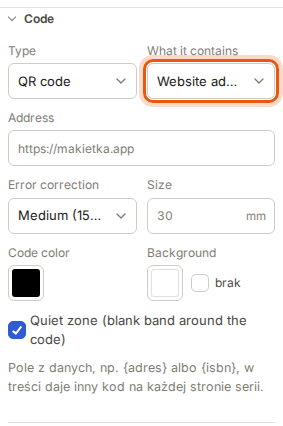 Code
Type
What it contains
QR code
Website ad...
Address
https://makietka.app
Error correction
Size
Medium (15...
30
mm
Code color
Background
brak
Quiet zone (blank band around the
code)
Pole z danych, np. {adres} albo {isbn}, w
treści daje inny kod na każdej stronie serii.